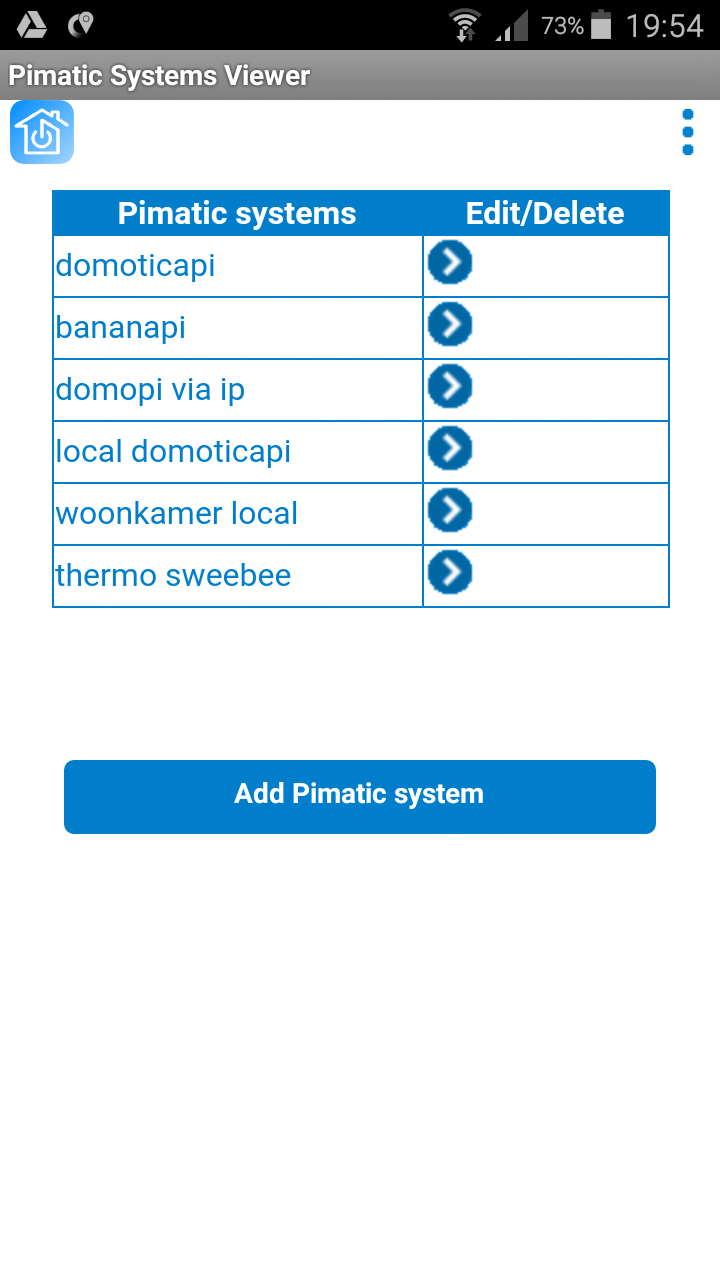 73% 19:54
Pimatic Systems Viewer
Pimatic systems Edit/Delete
domoticapi
bananapi
domopi via ip
local domoticapi
woonkamer local
thermo sweebee
Add Pimatic system